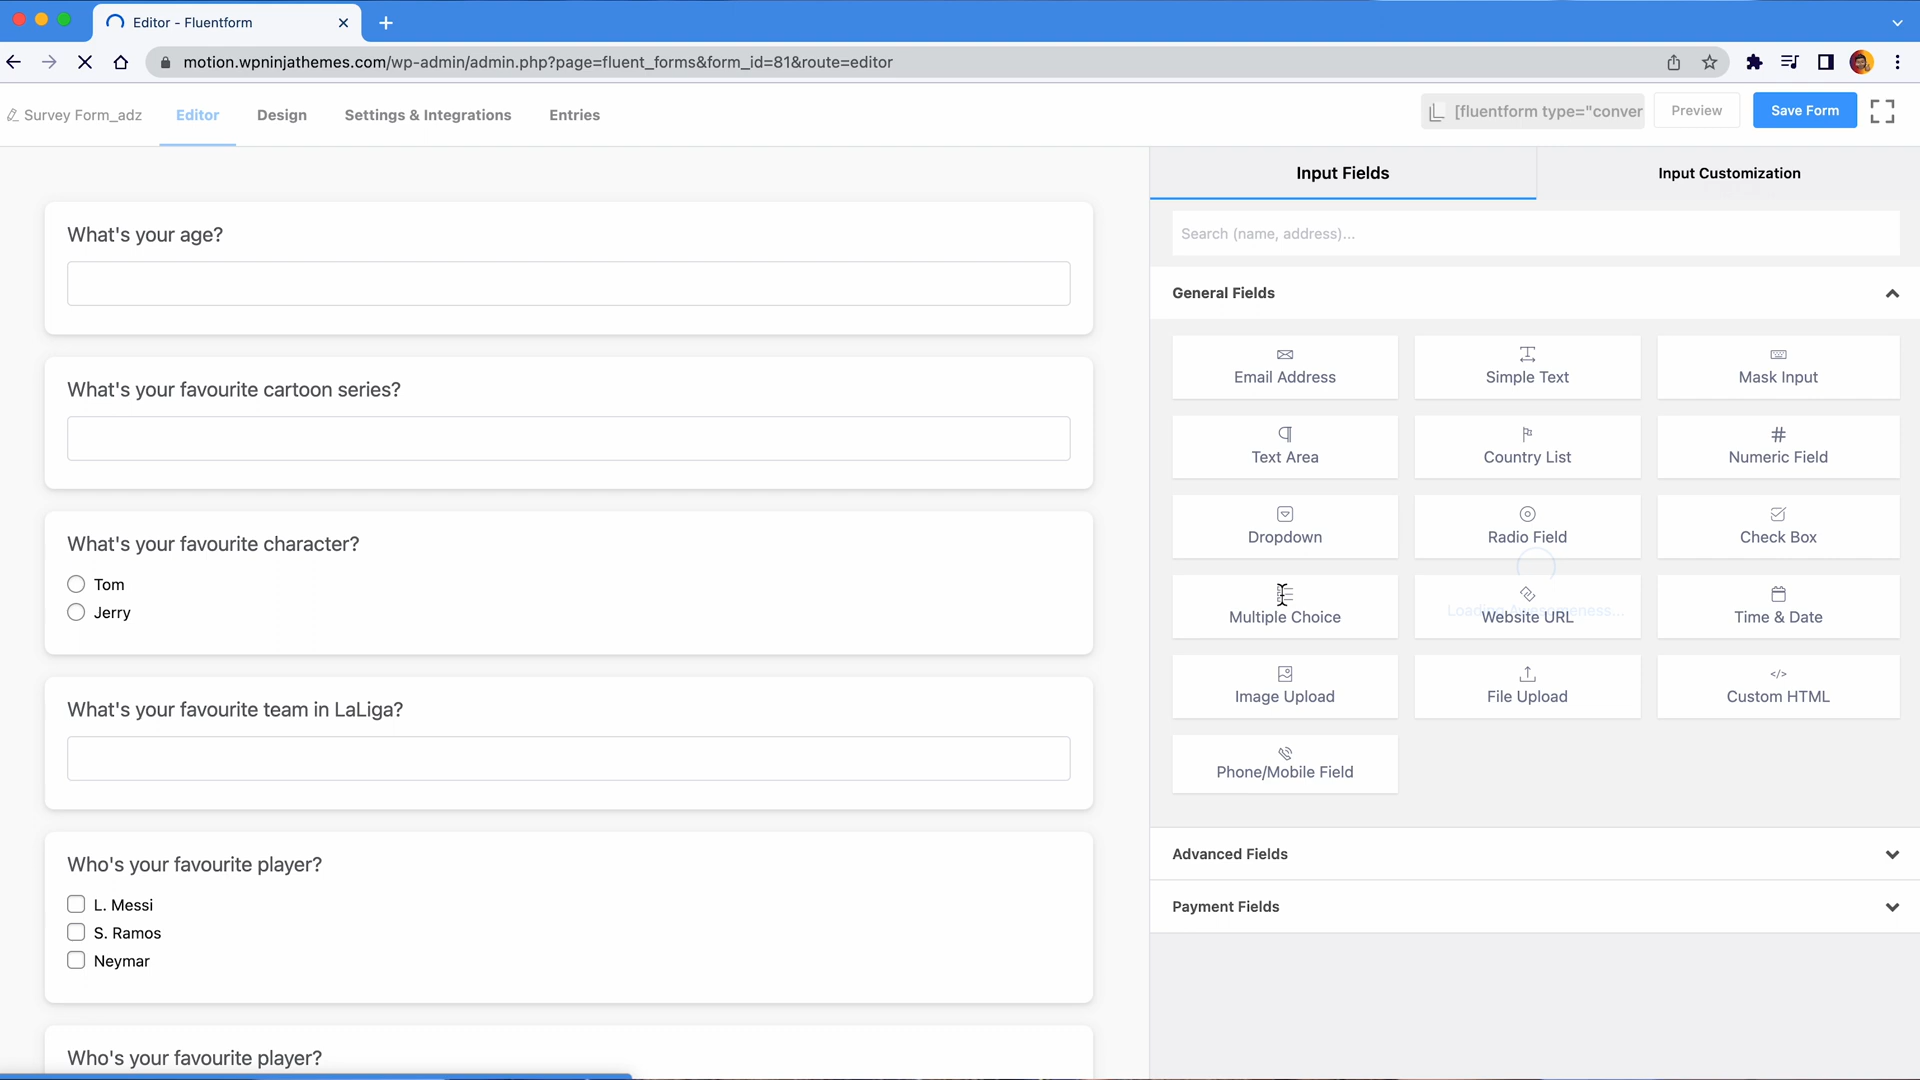 Editor - Fluentform
motion.wpninjathemes.com/wp-admin/admin.php?page=fluent_forms&form_id=81&route=editor
Survey Form_adz
Editor
Design
Settings & Integrations
Entries
[fluentform type="conver
Preview
Save Form
Input Fields
Input Customization
Search (name, address)...
General Fields
Email Address
Simple Text
Mask Input
Text Area
Country List
Numeric Field
Dropdown
Radio Field
Check Box
Multiple Choice
Website URL
Time & Date
Image Upload
File Upload
Custom HTML
Phone/Mobile Field
Advanced Fields
Payment Fields
What's your age?
What's your favourite cartoon series?
What's your favourite character?
Tom
Jerry
What's your favourite team in LaLiga?
Who's your favourite player?
L. Messi
S. Ramos
Neymar
Who's your favourite player?